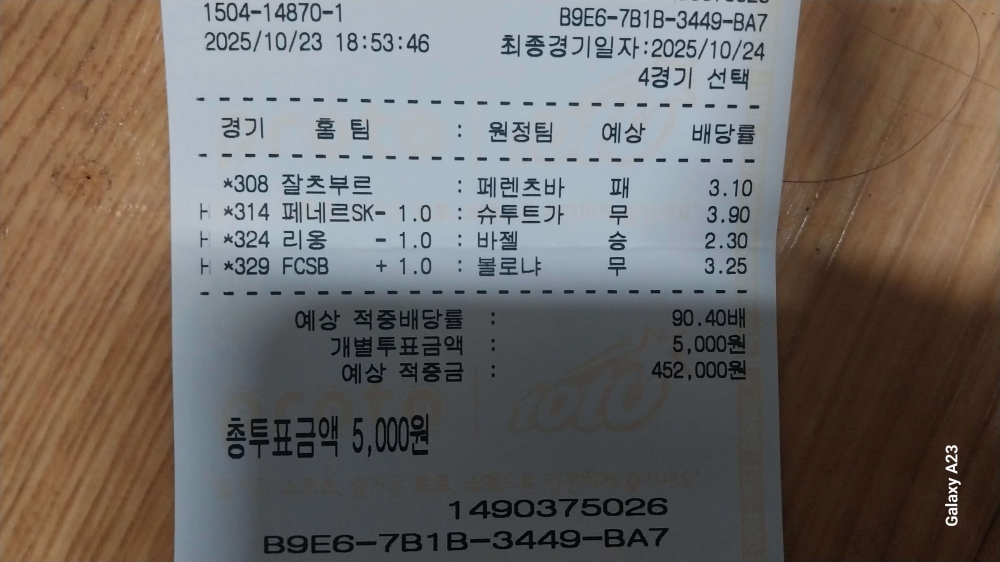 1504-14870-1
B9E6-7B1B-3449-BA7
2025/10/23 18:53:46 최종경기일자:2025/10/24
4경기 선택
경기 홈 팀 : 원정팀 예상 배당률
*308 잘츠부르 : 페렌츠바 패 3.10
H *314 페네르SK- 1.0 : 슈투트가 무 3.90
H *324 리옹 - 1.0 : 바젤 승 2.30
H *329 FCSB + 1.0 : 볼로냐 무 3.25
예상 적중배당률 : 90.40배
개별투표금액 : 5,000원
예상 적중금 : 452,000원
총투표금액 5,000원
1490375026
B9E6-7B1B-3449-BA7
Galaxy A23